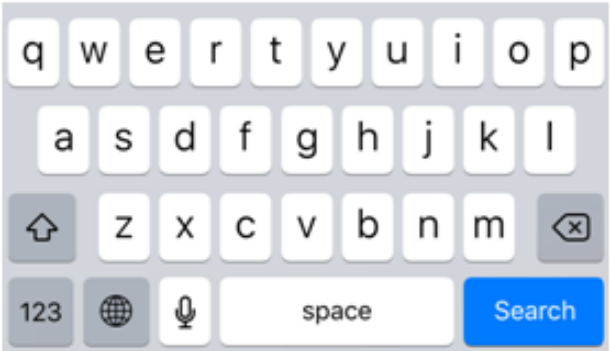 q w e r t y u i o p
a s d f g h j k l
z x c v b n m
123 space Search